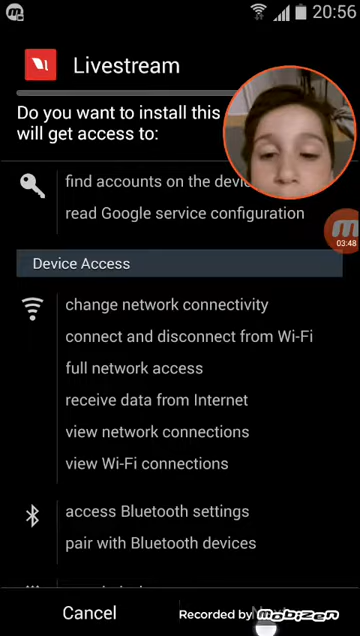 20:56
Livestream
Do you want to install this
will get access to:
find accounts on the
read Google service configuration
03:48
Device Access
change network connectivity
connect and disconnect from Wi-Fi
full network access
receive data from Internet
view network connections
view Wi-Fi connections
access Bluetooth settings
pair with Bluetooth devices
Cancel
Recorded by mobizen